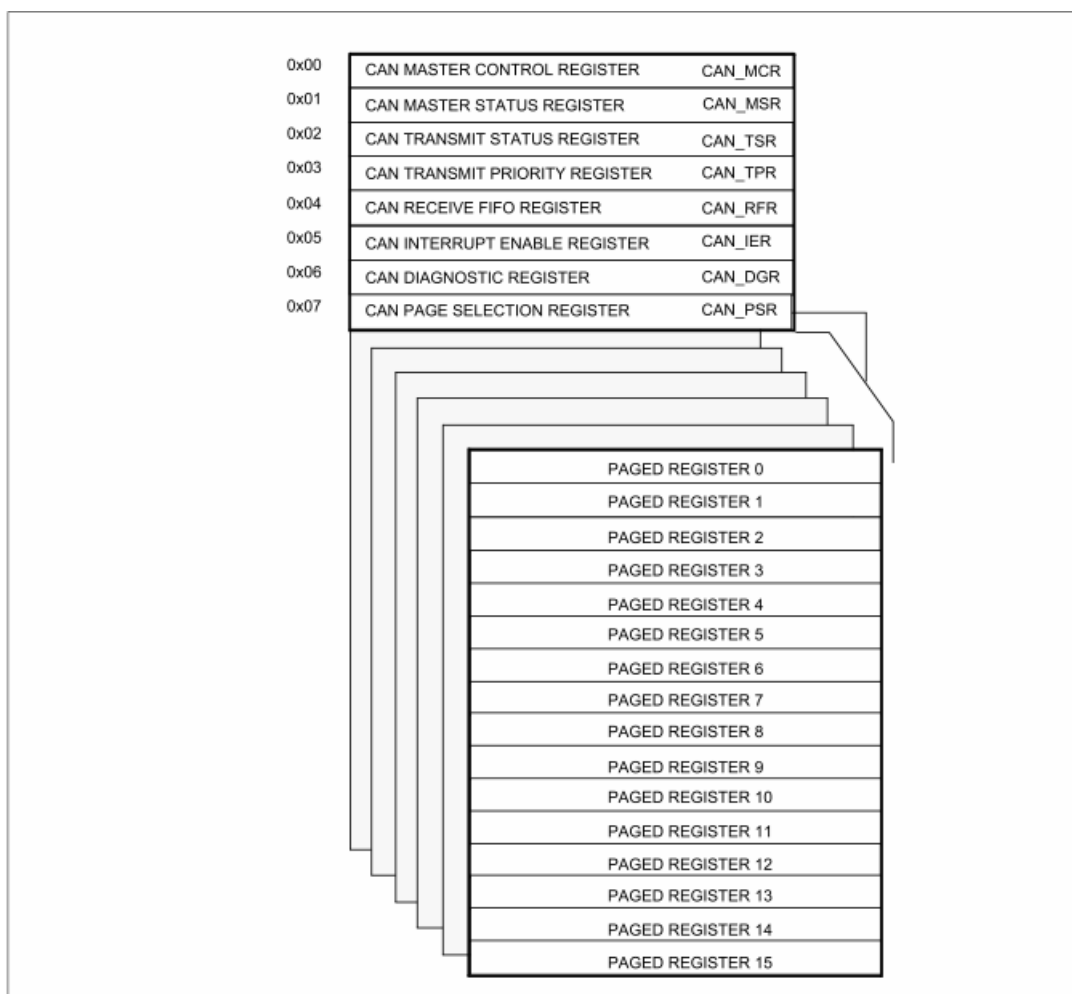 0x00 CAN MASTER CONTROL REGISTER CAN_MCR
0x01 CAN MASTER STATUS REGISTER CAN_MSR
0x02 CAN TRANSMIT STATUS REGISTER CAN_TSR
0x03 CAN TRANSMIT PRIORITY REGISTER CAN_TPR
0x04 CAN RECEIVE FIFO REGISTER CAN_RFR
0x05 CAN INTERRUPT ENABLE REGISTER CAN_IER
0x06 CAN DIAGNOSTIC REGISTER CAN_DGR
0x07 CAN PAGE SELECTION REGISTER CAN_PSR
PAGED REGISTER 0
PAGED REGISTER 1
PAGED REGISTER 2
PAGED REGISTER 3
PAGED REGISTER 4
PAGED REGISTER 5
PAGED REGISTER 6
PAGED REGISTER 7
PAGED REGISTER 8
PAGED REGISTER 9
PAGED REGISTER 10
PAGED REGISTER 11
PAGED REGISTER 12
PAGED REGISTER 13
PAGED REGISTER 14
PAGED REGISTER 15